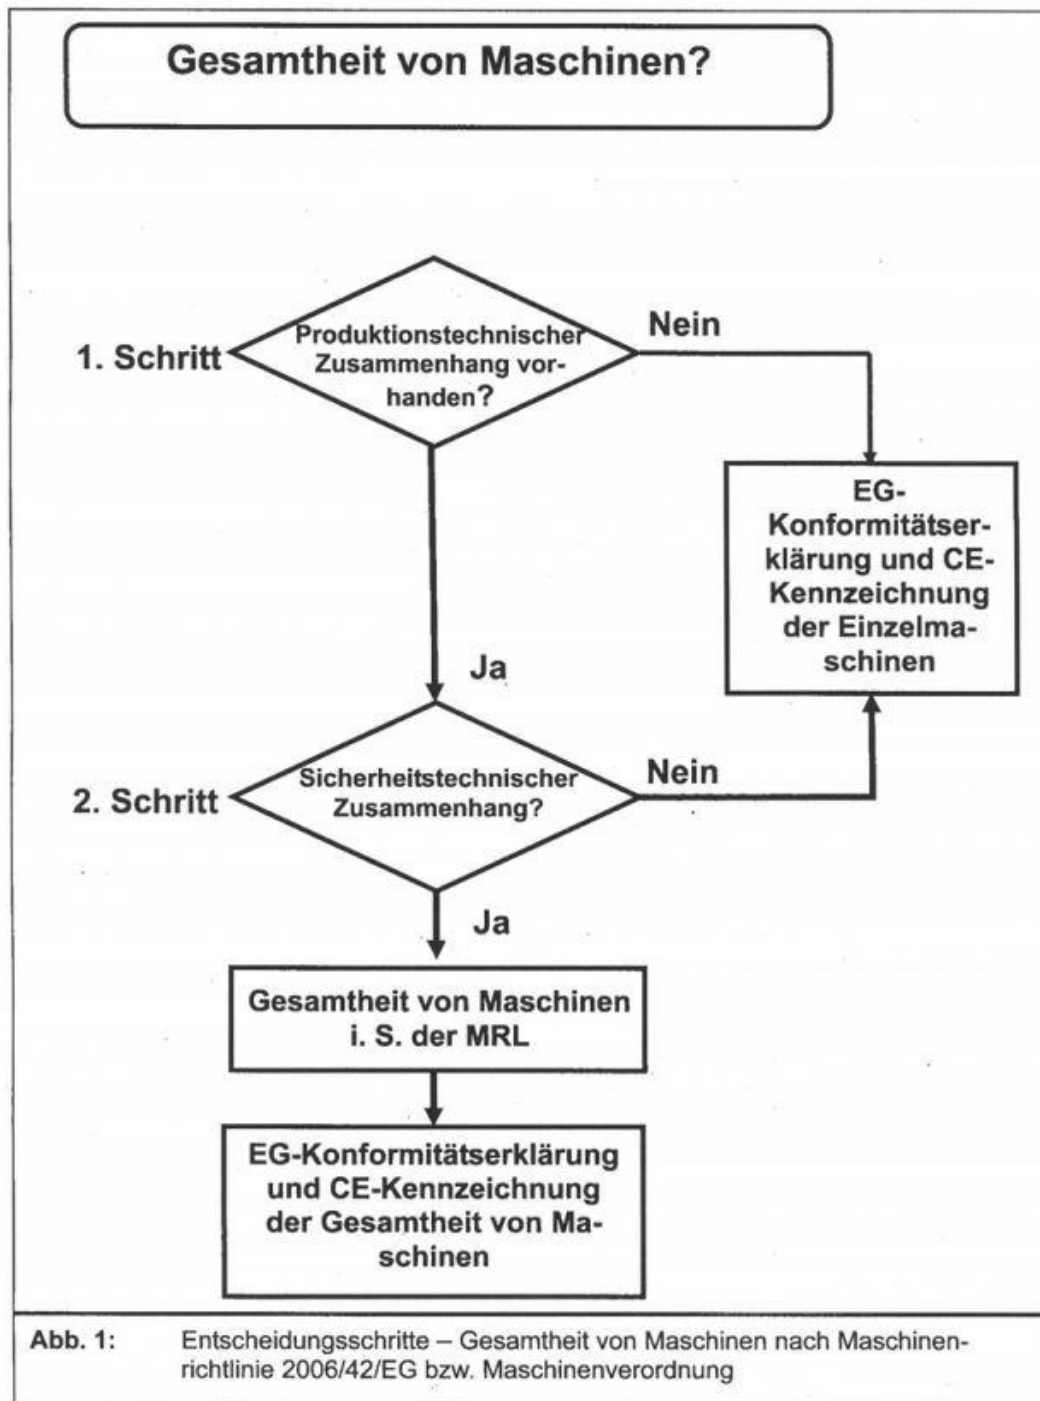 Gesamtheit von Maschinen?
1. Schritt
Produktionstechnischer
Zusammenhang vor-
handen?
Nein
EG-
Konformitätser-
klärung und CE-
Kennzeichnung
der Einzelma-
schinen
Ja
2. Schritt
Sicherheitstechnischer
Zusammenhang?
Nein
Ja
Gesamtheit von Maschinen
i. S. der MRL
EG-Konformitätserklärung
und CE-Kennzeichnung
der Gesamtheit von Ma-
schinen
Abb. 1: Entscheidungsschritte – Gesamtheit von Maschinen nach Maschinen-
richtlinie 2006/42/EG bzw. Maschinenverordnung